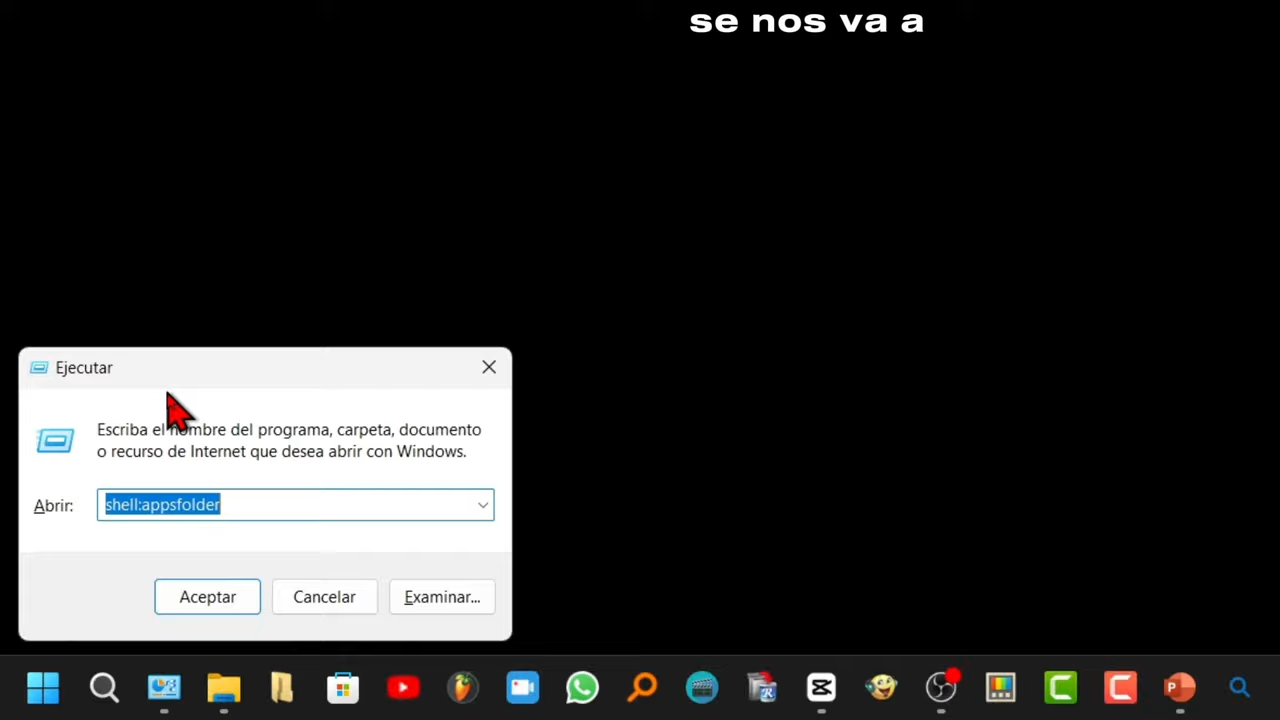 se nos va a
Ejecutar
Escriba el nombre del programa, carpeta, documento
o recurso de Internet que desea abrir con Windows.
Abrir:
shell:appsfolder
Aceptar
Cancelar
Examinar...